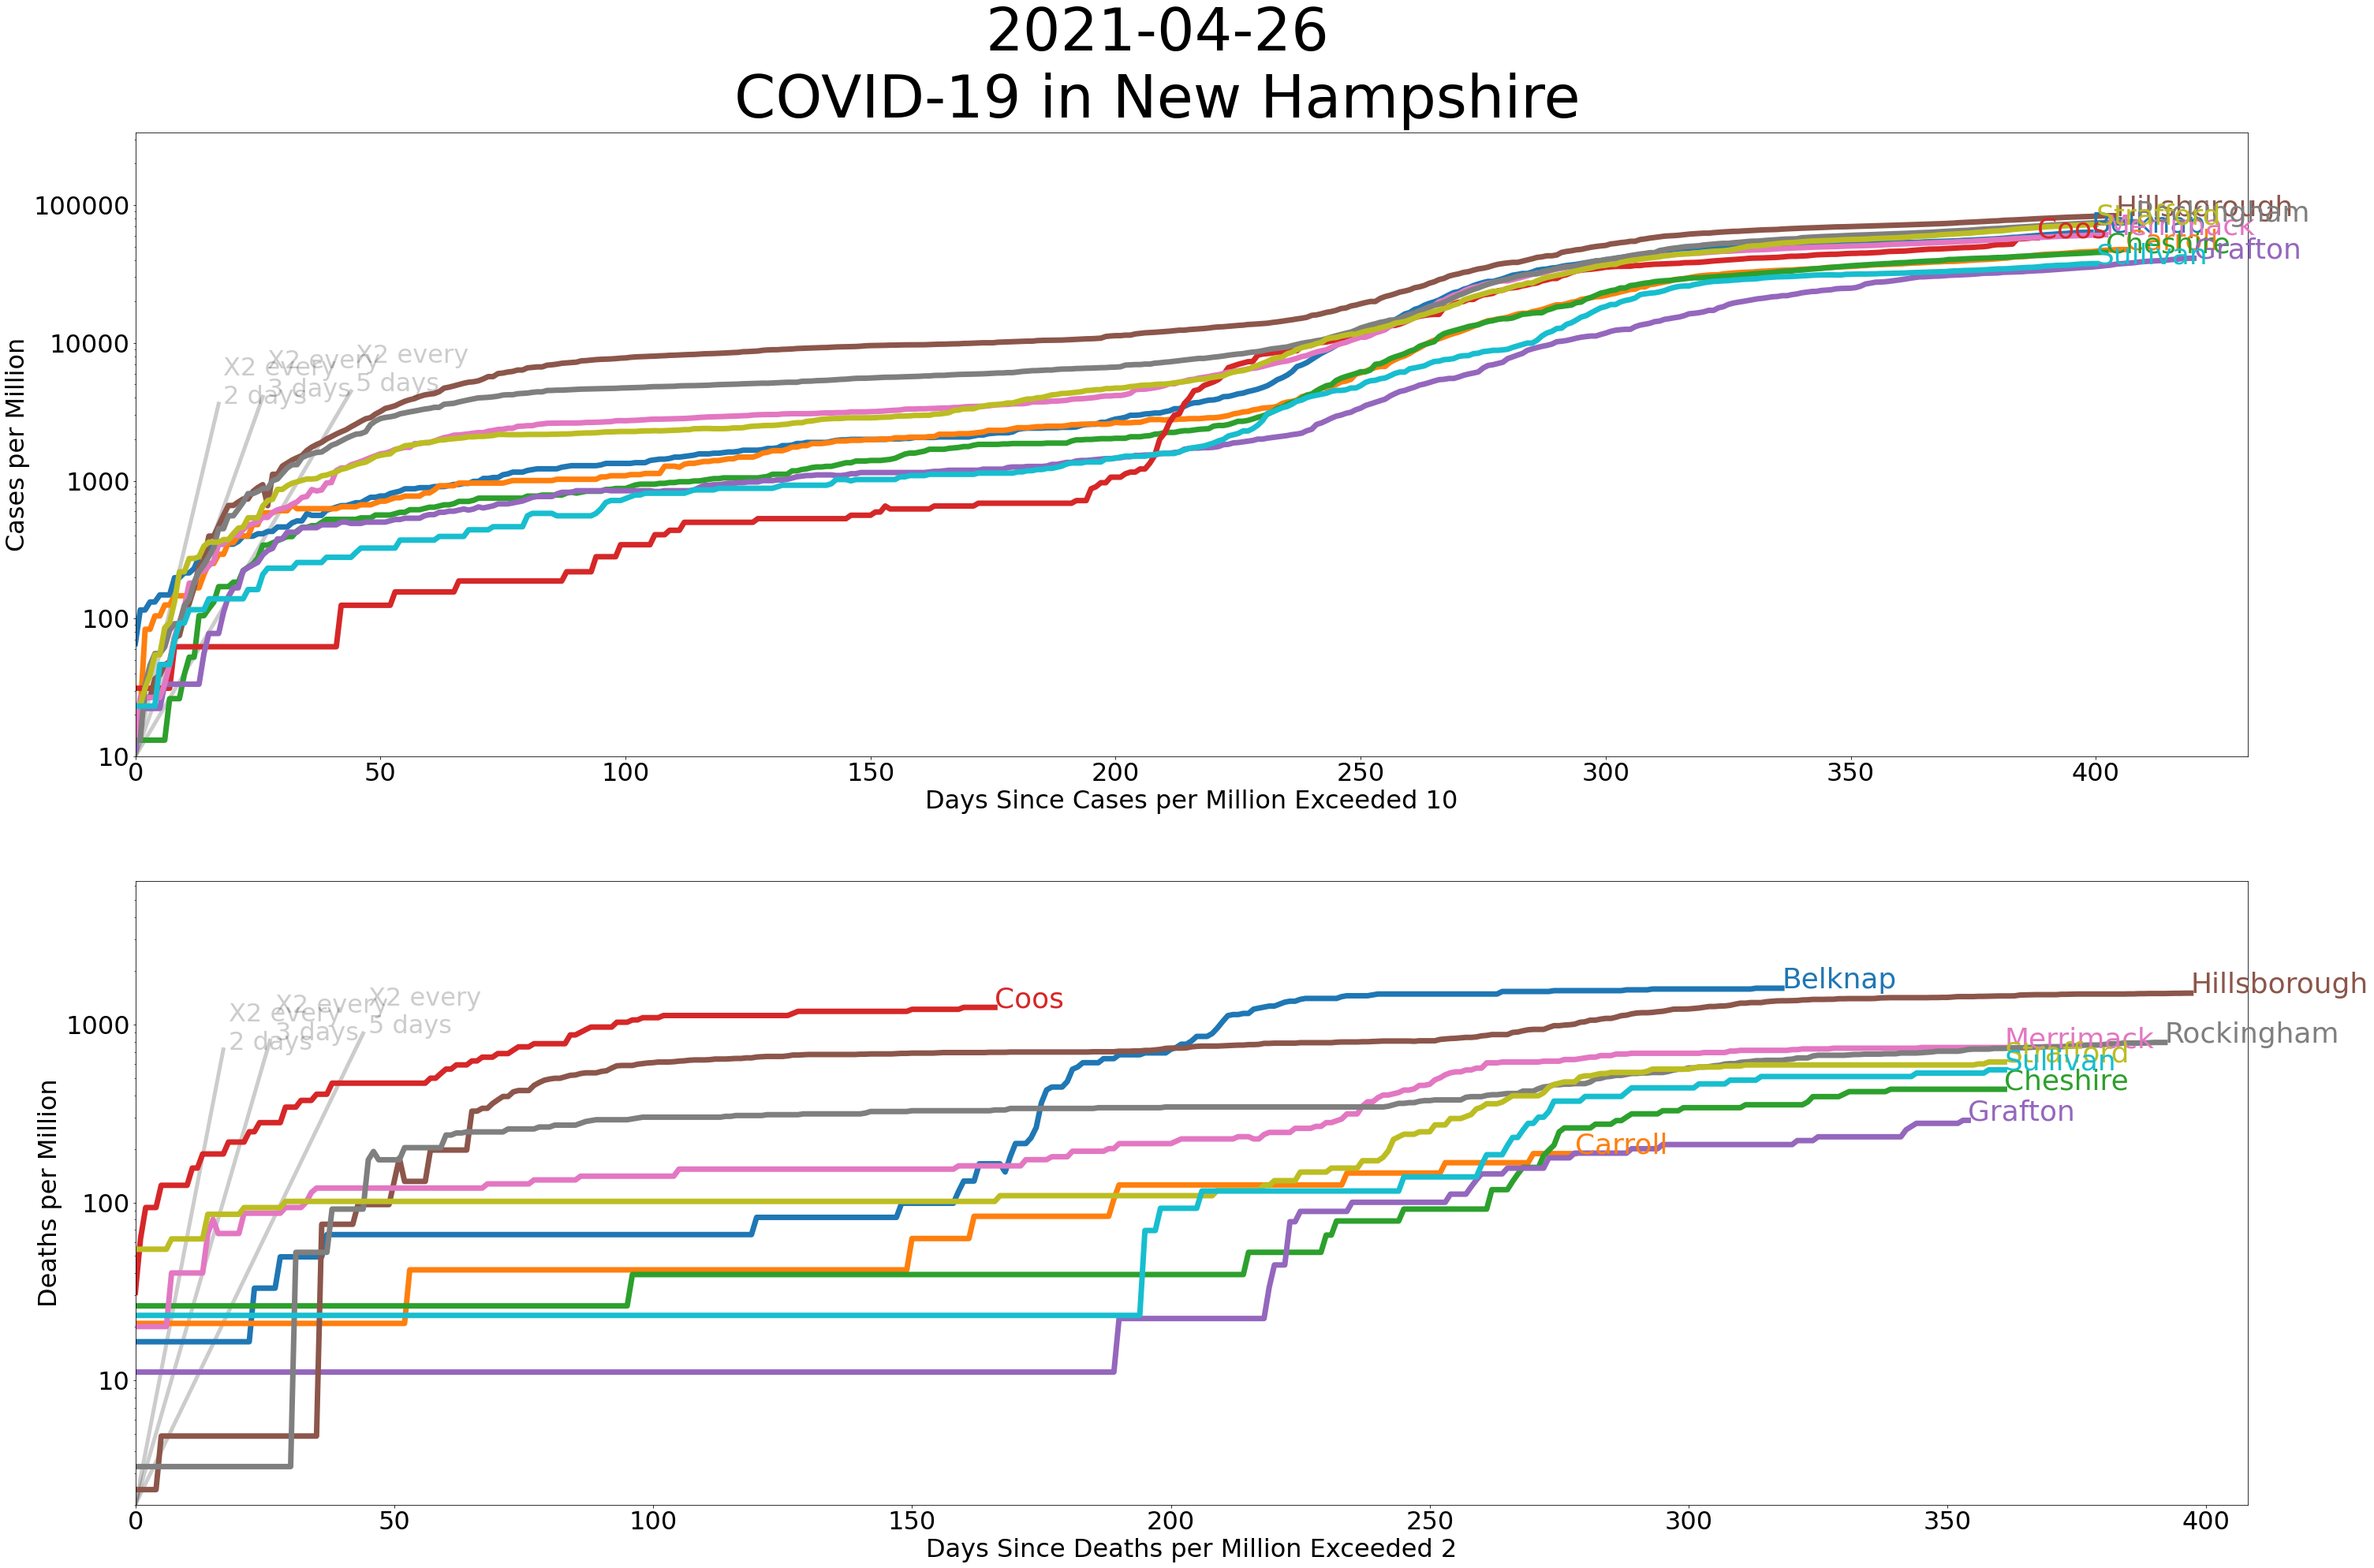 2021-04-26
COVID-19 in New Hampshire
Cases per Million
100000
10000
1000
100
10
X2 every
2 days
X2 every
3 days
X2 every
5 days
Hillsborough
Rockingham
Strafford
Belknap
Merrimack
Coos
Carroll
Cheshire
Grafton
Sullivan
0
50
100
150
200
250
300
350
400
Days Since Cases per Million Exceeded 10
Deaths per Million
1000
100
10
X2 every
2 days
X2 every
3 days
X2 every
5 days
Coos
Belknap
Hillsborough
Merrimack
Rockingham
Strafford
Sullivan
Cheshire
Grafton
Carroll
0
50
100
150
200
250
300
350
400
Days Since Deaths per Million Exceeded 2